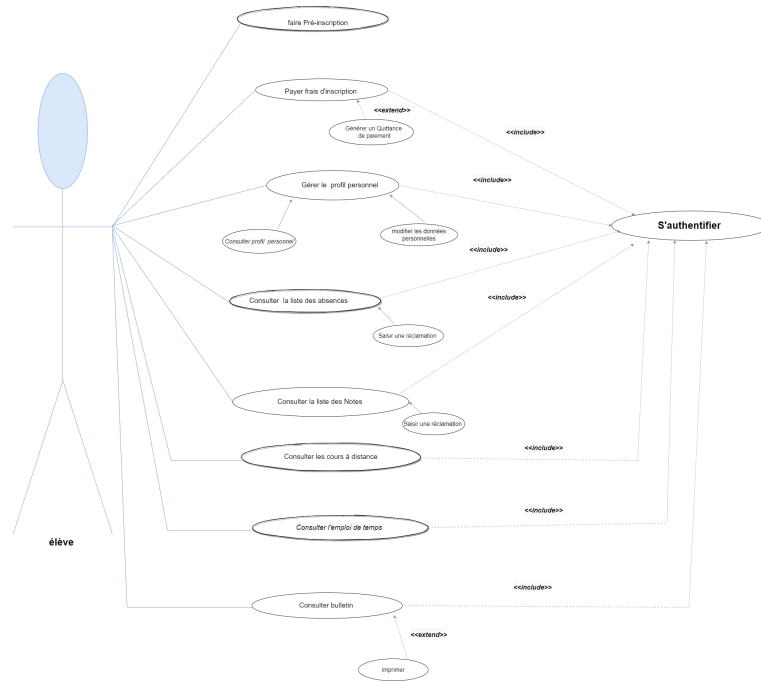 faire Pré-inscription
Payer frais d'inscription
<<extend>>
Générer un Quittance
de paiement
<<include>>
Gérer le profil personnel
<<include>>
S'authentifier
Consulter profil personnel
modifier les données
personnelles
<<include>>
Consulter la liste des absences
<<include>>
Saisir une réclamation
Consulter la liste des Notes
Saisir une réclamation
Consulter les cours à distance
<<include>>
<<include>>
Consulter l'emploi de temps
élève
<<include>>
Consulter bulletin
<<extend>>
imprimer